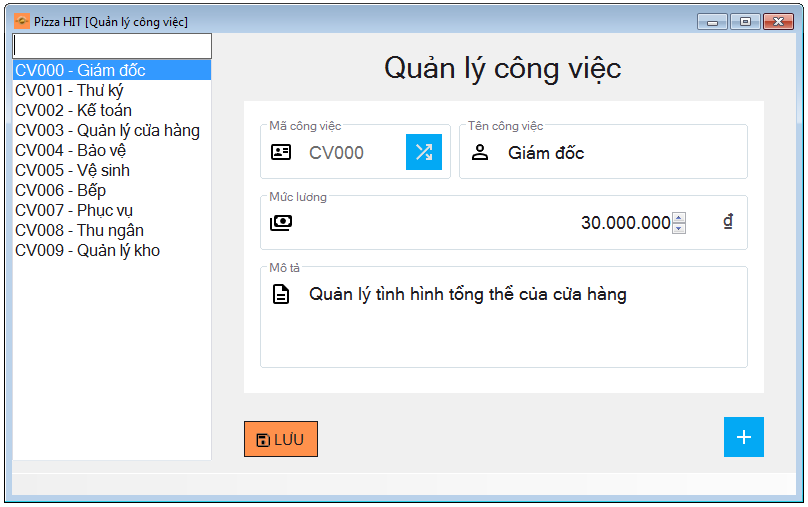 Pizza HIT [Quản lý công việc]
CV000 - Giám đốc
CV001 - Thư ký
CV002 - Kế toán
CV003 - Quản lý cửa hàng
CV004 - Bảo vệ
CV005 - Vệ sinh
CV006 - Bếp
CV007 - Phục vụ
CV008 - Thu ngân
CV009 - Quản lý kho
Quản lý công việc
Mã công việc
CV000
Tên công việc
Giám đốc
Mức lương
30.000.000 ₫
Mô tả
Quản lý tình hình tổng thể của cửa hàng
LƯU